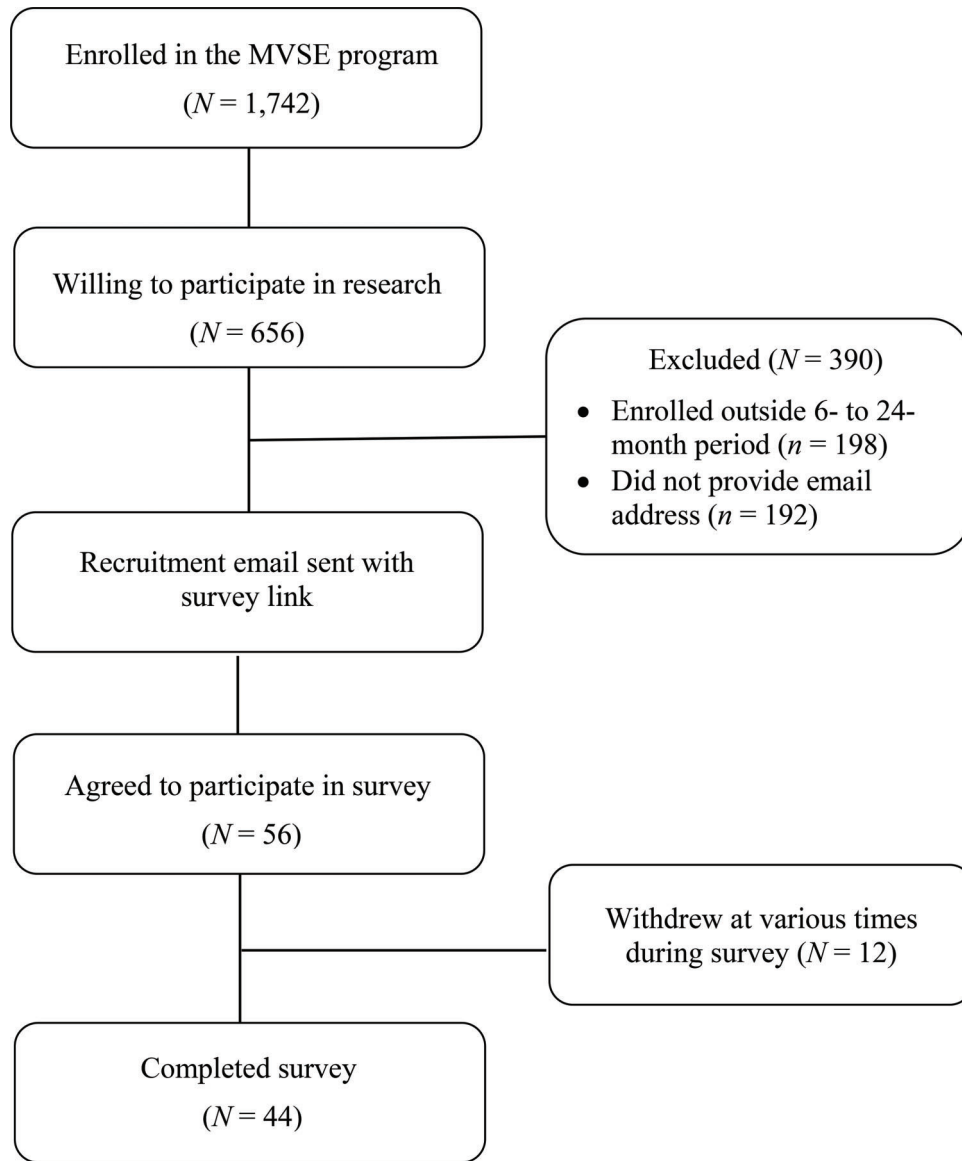 Enrolled in the MVSE program
(N = 1,742)
Willing to participate in research
(N = 656)
Excluded (N = 390)
• Enrolled outside 6- to 24-
month period (n = 198)
• Did not provide email
address (n = 192)
Recruitment email sent with
survey link
Agreed to participate in survey
(N = 56)
Withdrew at various times
during survey (N = 12)
Completed survey
(N = 44)